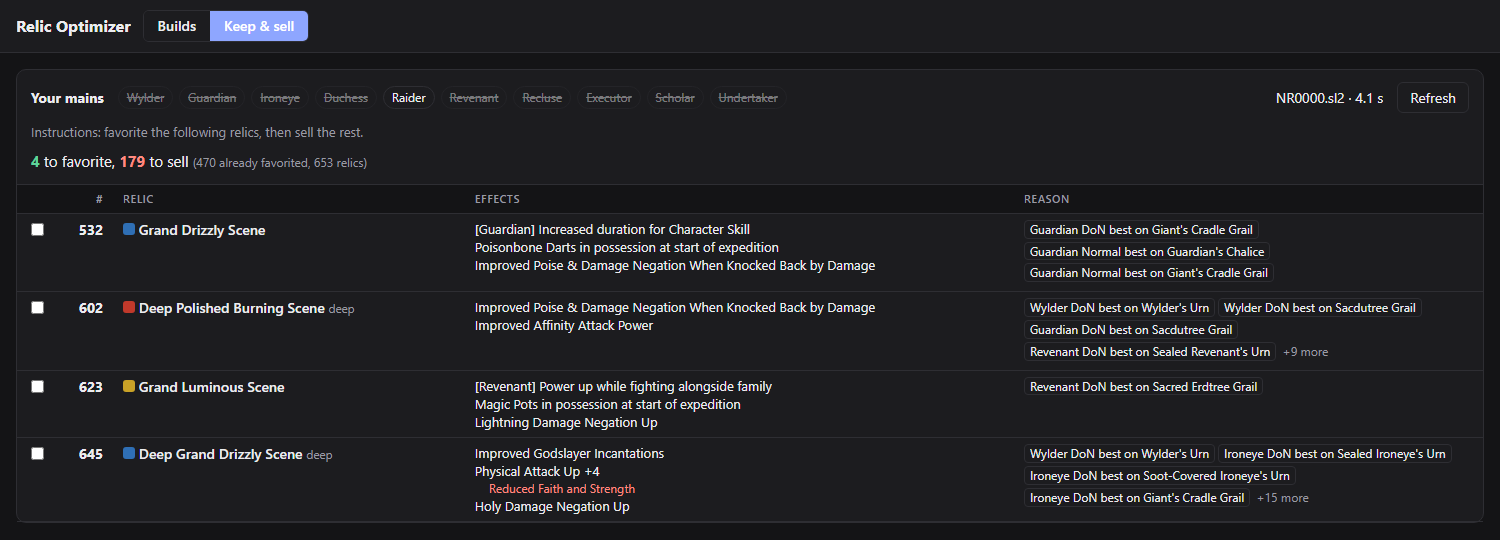 Relic Optimizer Builds Keep & sell
Your mains Wylder Guardian Ironeye Duchess Raider Revenant Recluse Executor Scholar Undertaker NR0000.sl2 · 4.1 s Refresh
Instructions: favorite the following relics, then sell the rest.
4 to favorite, 179 to sell (470 already favorited, 653 relics)
# RELIC EFFECTS REASON
532 Grand Drizzly Scene [Guardian] Increased duration for Character Skill Guardian DoN best on Giant's Cradle Grail
Poisonbone Darts in possession at start of expedition Guardian Normal best on Guardian's Chalice
Improved Poise & Damage Negation When Knocked Back by Damage Guardian Normal best on Giant's Cradle Grail
602 Deep Polished Burning Scene deep Improved Poise & Damage Negation When Knocked Back by Damage Wylder DoN best on Wylder's Urn Wylder DoN best on Sacdutree Grail
Improved Affinity Attack Power Guardian DoN best on Sacdutree Grail
Revenant DoN best on Sealed Revenant's Urn +9 more
623 Grand Luminous Scene [Revenant] Power up while fighting alongside family Revenant DoN best on Sacred Erdtree Grail
Magic Pots in possession at start of expedition
Lightning Damage Negation Up
645 Deep Grand Drizzly Scene deep Improved Godslayer Incantations Wylder DoN best on Wylder's Urn Ironeye DoN best on Sealed Ironeye's Urn
Physical Attack Up +4 Ironeye DoN best on Soot-Covered Ironeye's Urn
Reduced Faith and Strength
Ironeye DoN best on Giant's Cradle Grail +15 more
Holy Damage Negation Up